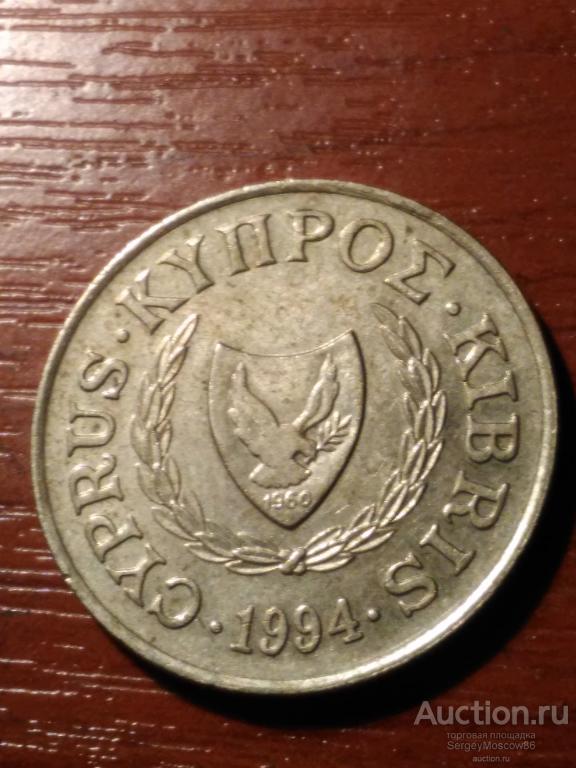 CYPRUS · ΚΥΠΡΟΣ · KIBRIS · 1994 ·
1960
Auction.ru
торговая площадка
SergeyMoscow86
auction.ru